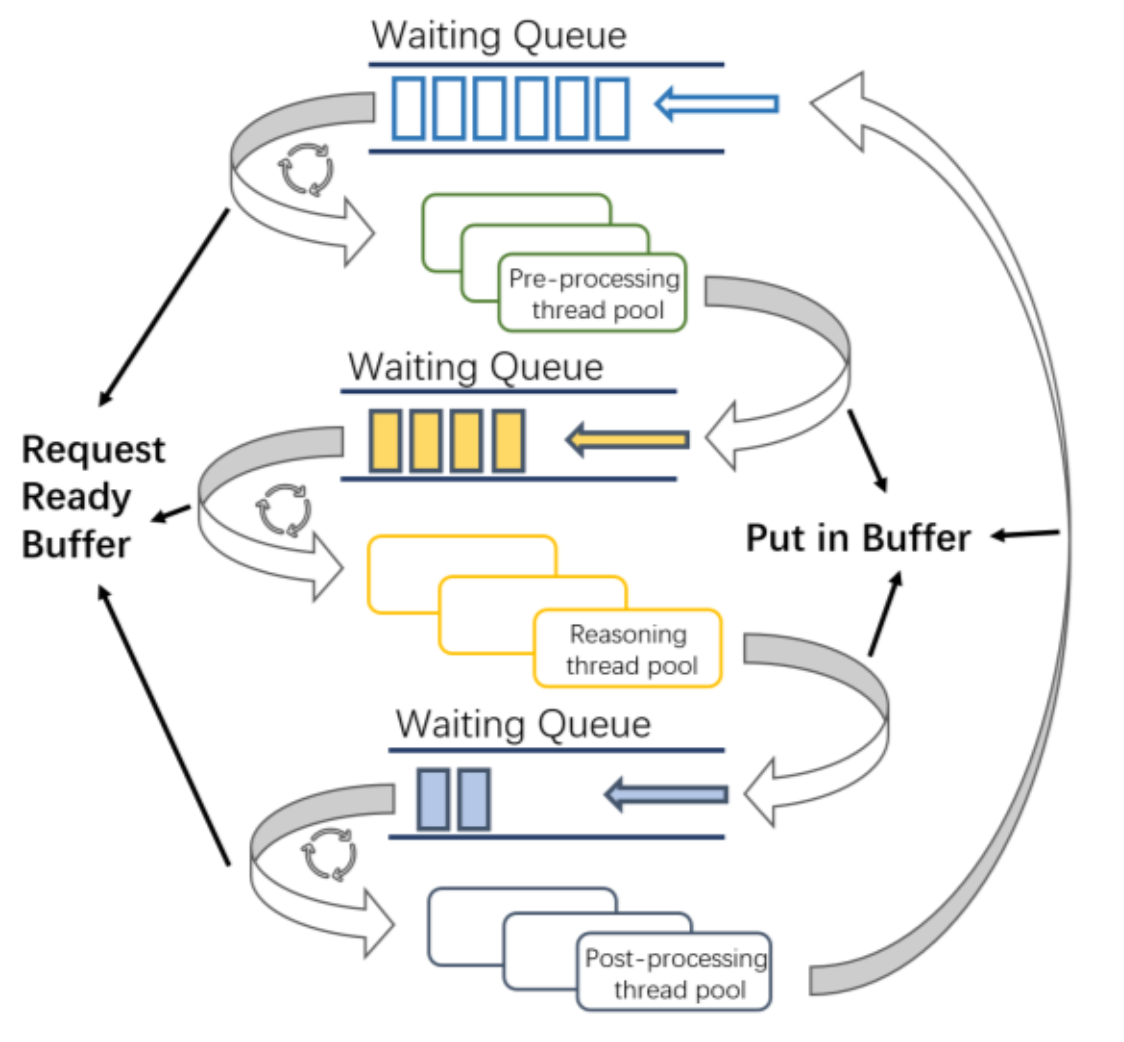 Waiting Queue
Pre-processing
thread pool
Waiting Queue
Request
Ready
Buffer
Put in Buffer
Reasoning
thread pool
Waiting Queue
Post-processing
thread pool